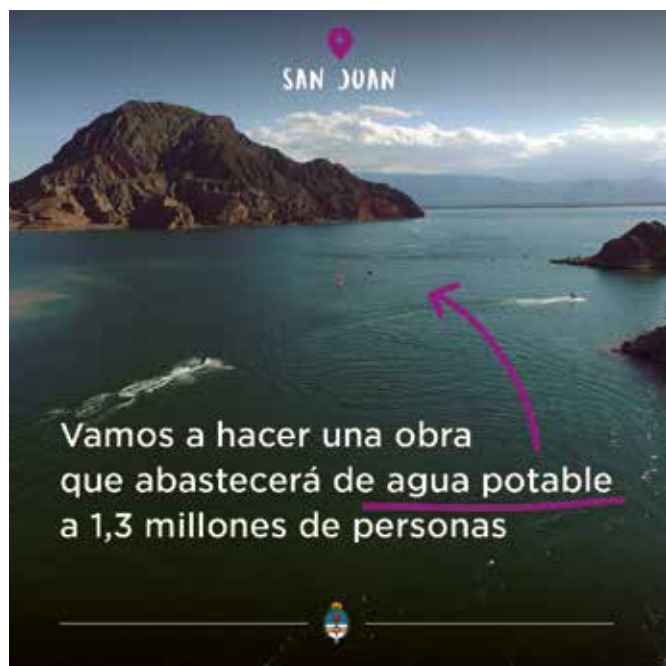 SAN JUAN
Vamos a hacer una obra
que abastecerá de agua potable
a 1,3 millones de personas